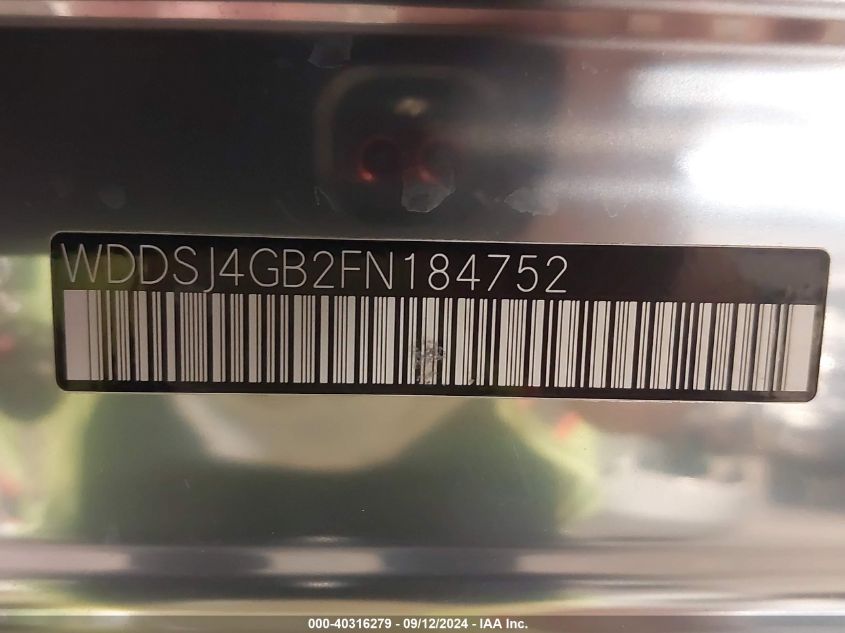 WDDSJ4GB2FN184752
000-40316279 - 09/12/2024 - IAA Inc.